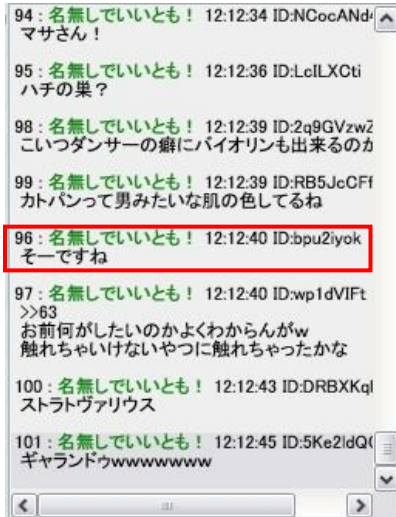 94 : 名無しでいいとも！ 12:12:34 ID:NCocANd
マサさん！
95 : 名無しでいいとも！ 12:12:36 ID:LcILXCti
ハチの巣？
98 : 名無しでいいとも！ 12:12:39 ID:2q9GVzwZ
こいつダンサーの癖にバイオリンも出来るのか
99 : 名無しでいいとも！ 12:12:39 ID:RB5JcCFf
カトパンって男みたいな肌の色してるね
96 : 名無しでいいとも！ 12:12:40 ID:bpu2iyok
そーですね
97 : 名無しでいいとも！ 12:12:40 ID:wp1dVIFt
>>63
お前何がしたいのかよくわからんがw
触れちゃいけないやつに触れちゃったかな
100 : 名無しでいいとも！ 12:12:43 ID:DRBXKql
ストラトヴァリウス
101 : 名無しでいいとも！ 12:12:45 ID:5Ke2ldQ(
ギャランドゥwwwwwww